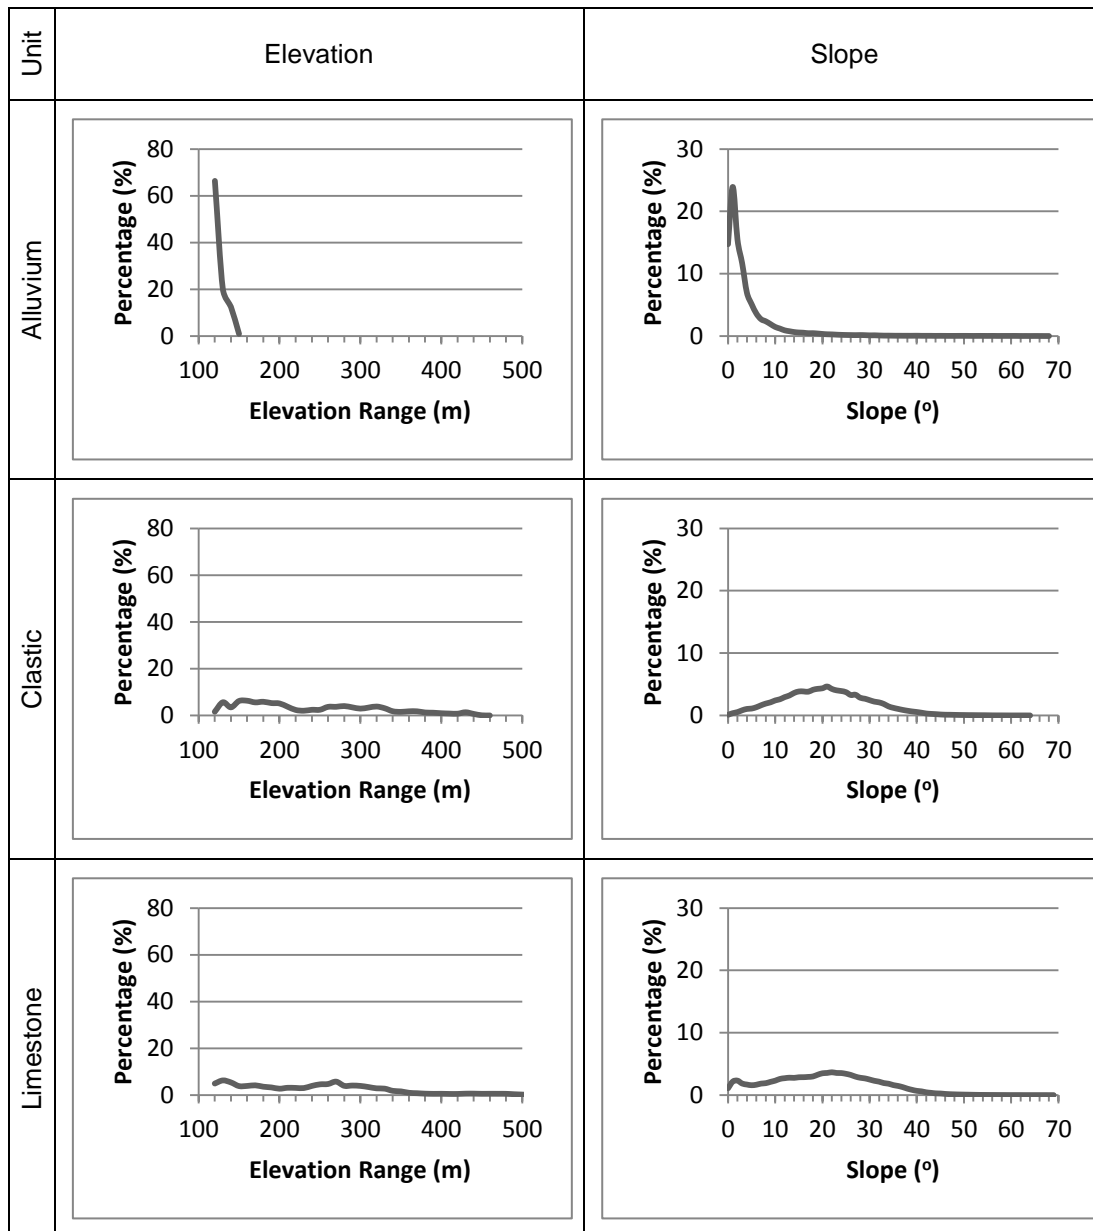 Unit
Elevation
Slope
Alluvium
Percentage (%)
80
60
40
20
0
100 200 300 400 500
Elevation Range (m)
Percentage (%)
30
20
10
0
0 10 20 30 40 50 60 70
Slope (º)
Clastic
Percentage (%)
80
60
40
20
0
100 200 300 400 500
Elevation Range (m)
Percentage (%)
30
20
10
0
0 10 20 30 40 50 60 70
Slope (º)
Limestone
Percentage (%)
80
60
40
20
0
100 200 300 400 500
Elevation Range (m)
Percentage (%)
30
20
10
0
0 10 20 30 40 50 60 70
Slope (º)